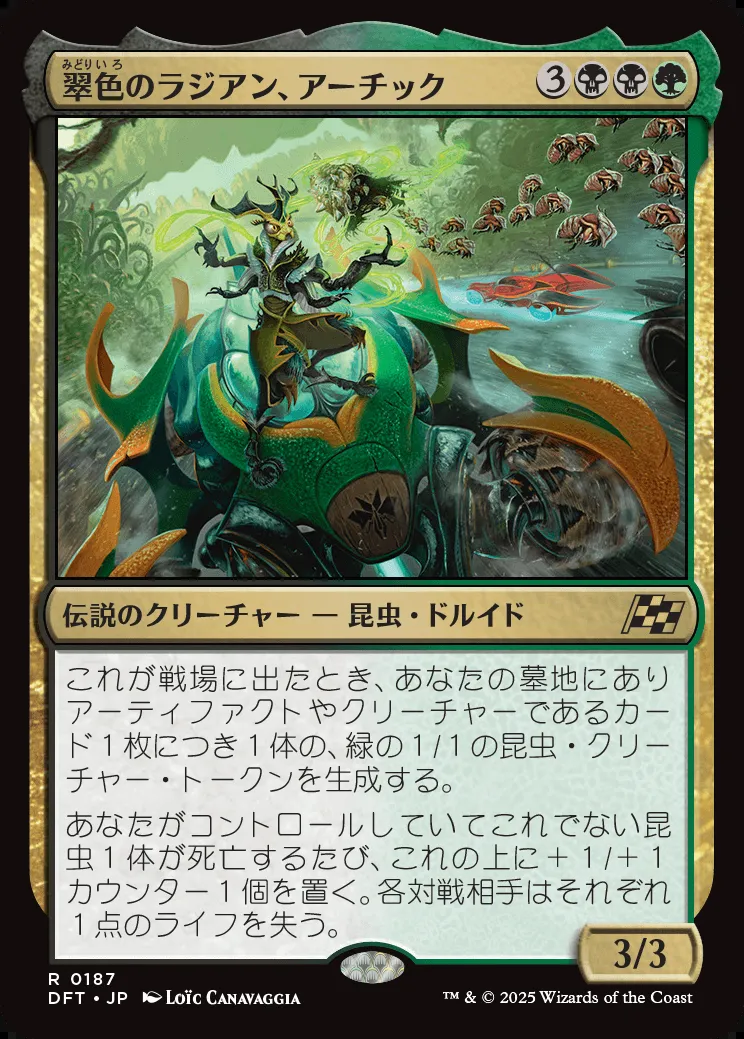 みどりいろ
翠色のラジアン、アーチック
3
伝説のクリーチャー — 昆虫・ドルイド
これが戦場に出たとき、あなたの墓地にあり
アーティファクトやクリーチャーであるカー
ド１枚につき１体の、緑の１/１の昆虫・クリー
チャー・トークンを生成する。
あなたがコントロールしていてこれでない昆
虫１体が死亡するたび、これの上に＋１/＋１
カウンター１個を置く。各対戦相手はそれぞれ
１点のライフを失う。
3/3
R 0187
DFT • JP Loïc Canavaggia
™ & © 2025 Wizards of the Coast